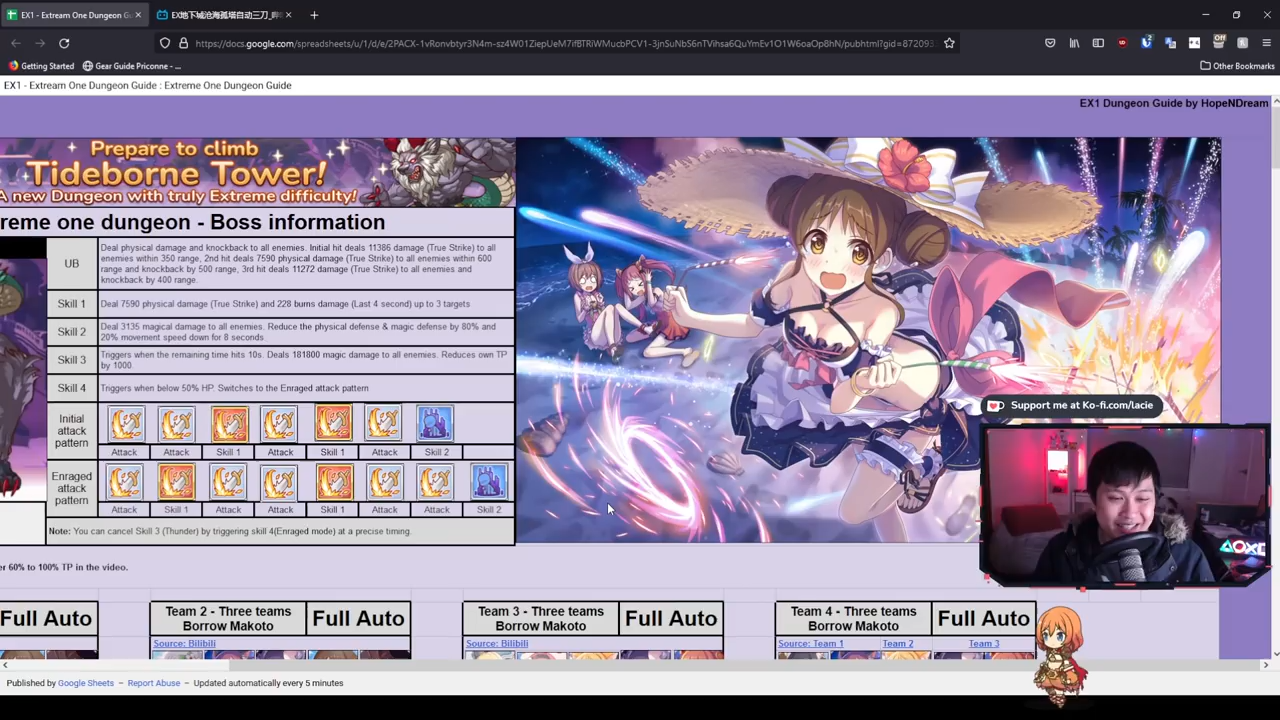 EX1 - Extream One Dungeon G
EX地下城沧海孤塔自动三刀
https://docs.google.com/spreadsheets/u/1/d/e/2PACX-1vRonvbtyr3N4m-sz4W01ZiepUeM7ifBTRiWMucbPCV1-3jnSuNbS6nTVihsa6QuYmEv1O1W6oaOp8hN/pubhtml?gid=87209
Off
Getting Started
Gear Guide Priconne - ...
Other Bookmarks
EX1 - Extream One Dungeon Guide : Extreme One Dungeon Guide
EX1 Dungeon Guide by HopeNDream
Prepare to climb
Tideborne Tower!
A new Dungeon with truly Extreme difficulty!
reme one dungeon - Boss information
UB
Deal physical damage and knockback to all enemies. Initial hit deals 11386 damage (True Strike) to all
enemies within 350 range, 2nd hit deals 7590 physical damage (True Strike) to all enemies within 600
range and knockback by 500 range, 3rd hit deals 11272 damage (True Strike) to all enemies and
knockback by 400 range.
Skill 1
Deal 7590 physical damage (True Strike) and 228 burns damage (Last 4 second) up to 3 targets
Skill 2
Deal 3135 magical damage to all enemies. Reduce the physical defense & magic defense by 80% and
20% movement speed down for 8 seconds.
Skill 3
Triggers when the remaining time hits 10s. Deals 181800 magic damage to all enemies. Reduces own TP
by 1000.
Skill 4
Triggers when below 50% HP. Switches to the Enraged attack pattern
Initial
attack
pattern
Attack Attack Skill 1 Attack Skill 1 Attack Skill 2
Enraged
attack
pattern
Attack Skill 1 Attack Attack Skill 1 Attack Attack Skill 2
Note: You can cancel Skill 3 (Thunder) by triggering skill 4(Enraged mode) at a precise timing.
Support me at Ko-fi.com/lacie
er 60% to 100% TP in the video.
Full Auto
Team 2 - Three teams
Borrow Makoto
Full Auto
Team 3 - Three teams
Borrow Makoto
Full Auto
Team 4 - Three teams
Borrow Makoto
Full Auto
Source: Bilibili
Source: Bilibili
Source: Team 1 Team 2 Team 3
Published by Google Sheets – Report Abuse – Updated automatically every 5 minutes